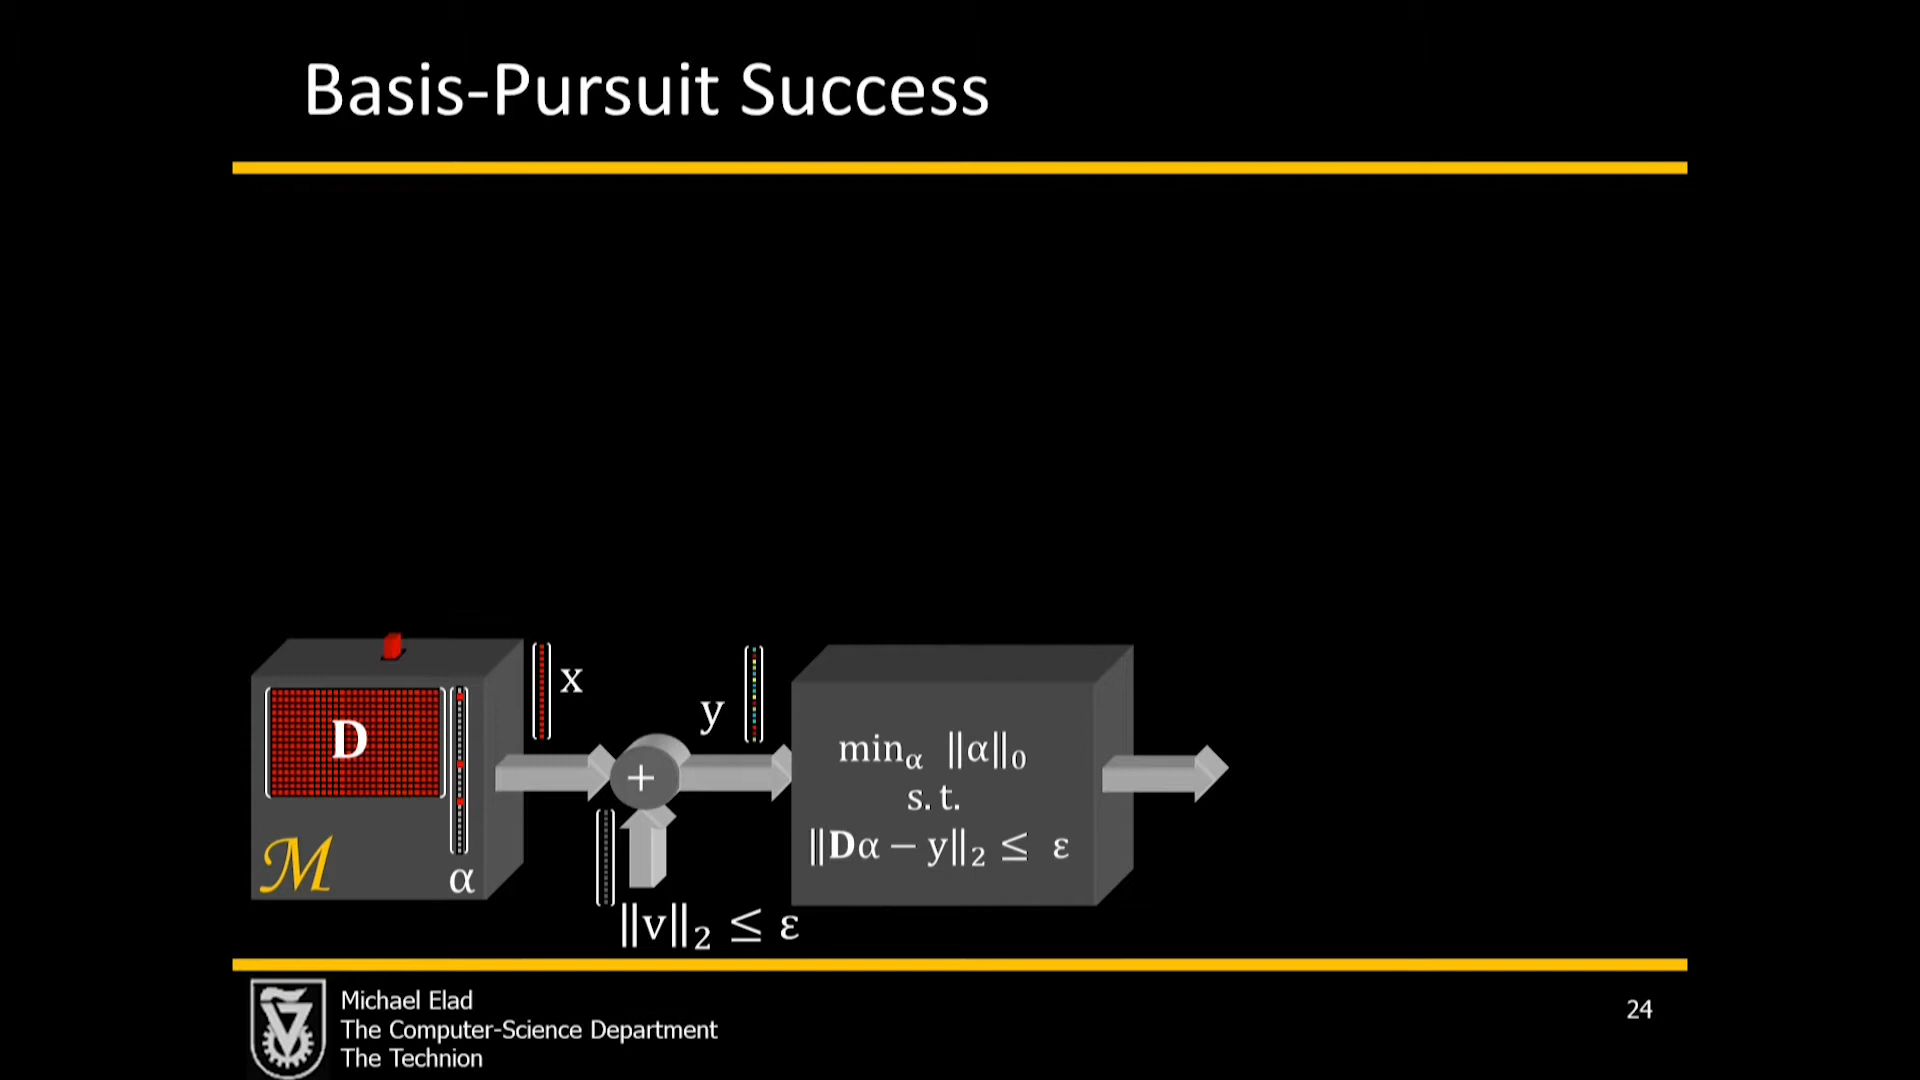 Basis-Pursuit Success
D
ℳ
α
x
+
y
‖v‖₂ ≤ ε
min_α ‖α‖₀
s.t.
‖Dα − y‖₂ ≤ ε
Michael Elad
The Computer-Science Department
The Technion
24